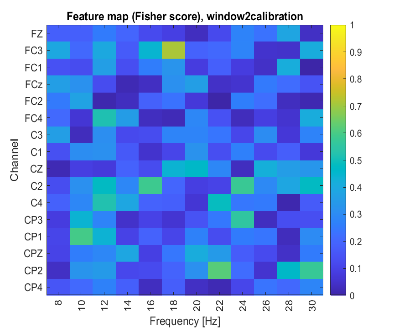 Feature map (Fisher score), window2calibration
Channel
FZ
FC3
FC1
FCz
FC2
FC4
C3
C1
CZ
C2
C4
CP3
CP1
CPZ
CP2
CP4
8 10 12 14 16 18 20 22 24 26 28 30
Frequency [Hz]
1
0.9
0.8
0.7
0.6
0.5
0.4
0.3
0.2
0.1
0